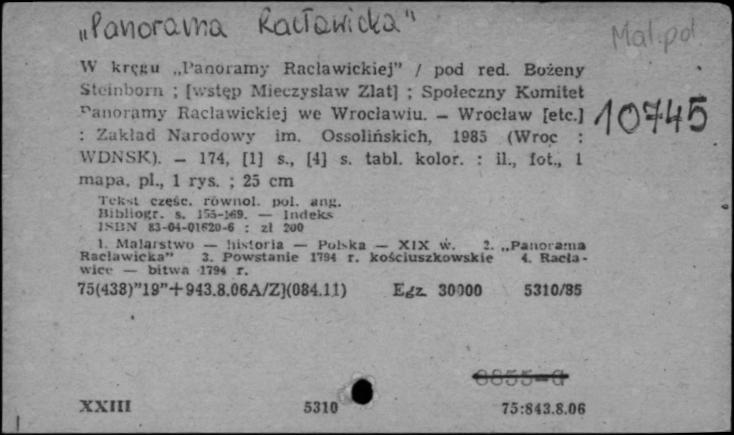 „Panorama Racławicka"
Mal. pol.
W kręgu „Panoramy Racławickiej” / pod red. Bożeny
Steinborn ; [wstęp Mieczysław Zlat] ; Społeczny Komitet
Panoramy Racławickiej we Wrocławiu. — Wrocław [etc.]
10745
: Zakład Narodowy im. Ossolińskich, 1985 (Wroc :
WDNSK). — 174, [1] s., [4] s. tabl. kolor. : il., fot., 1
mapa, pl., 1 rys. ; 25 cm
Tekst częśc. równol. pol. ang.
Bibliogr. s. 155-169. — Indeks
ISBN 83-04-01620-6 : zł 200
1. Malarstwo — historia — Polska — XIX w. 2. „Panorama
Racławicka” 3. Powstanie 1794 r. kościuszkowskie 4. Racła-
wice — bitwa 1794 r.
75(438)”19”+943.8.06A/Z](084.11) Egz. 30000 5310/85
XXIII 5310 75:943.8.06